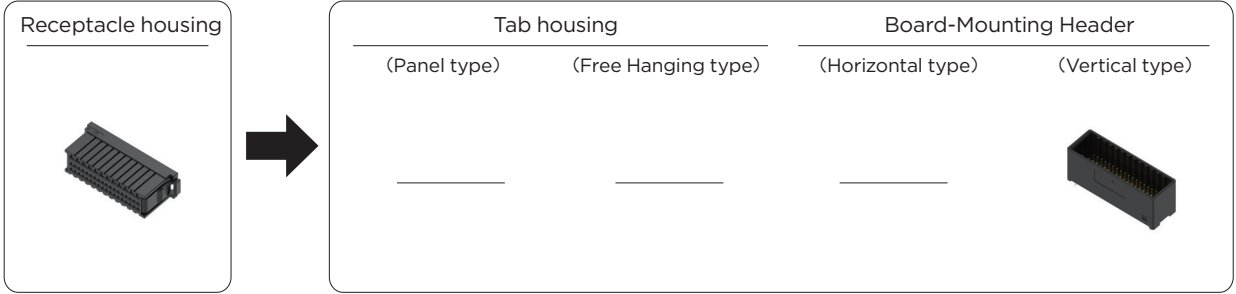 Receptacle housing
Tab housing
Board-Mounting Header
（Panel type）
（Free Hanging type）
（Horizontal type）
（Vertical type）